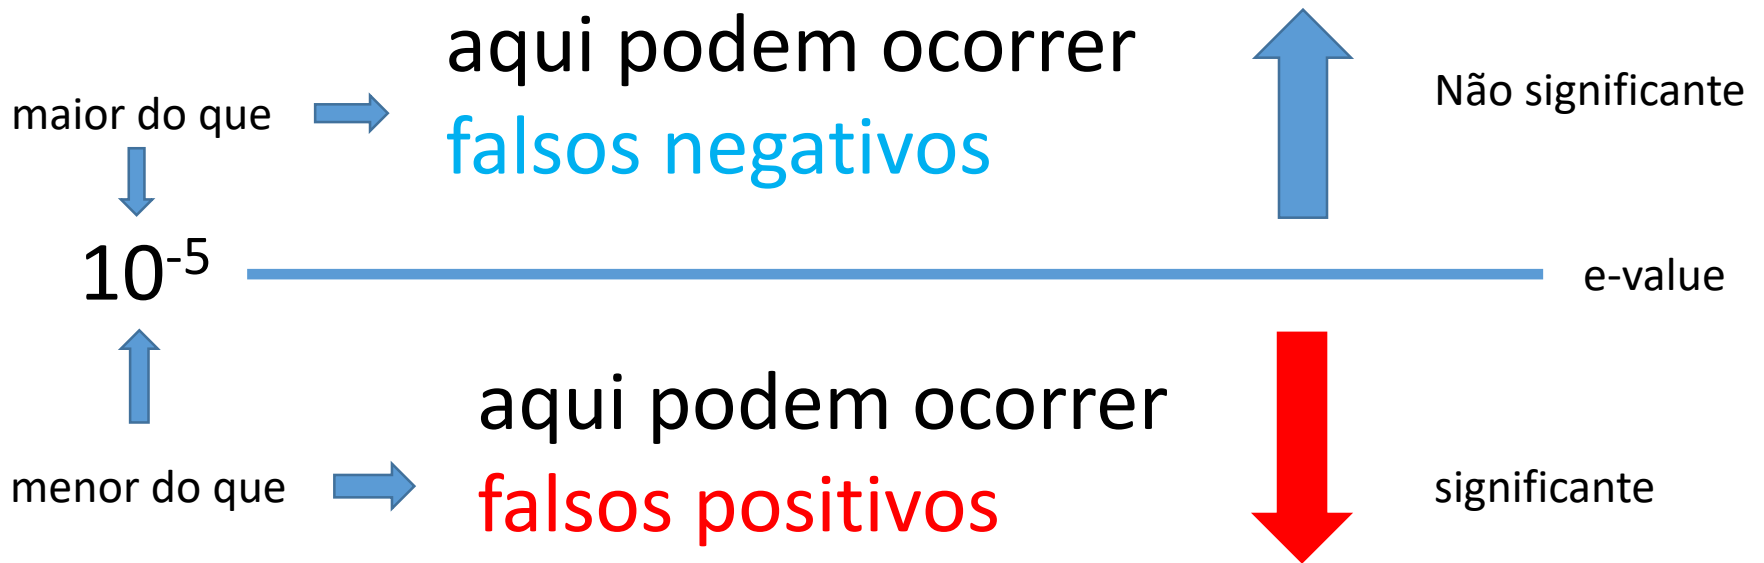 aqui podem ocorrer
falsos negativos
maior do que
Não significante
10⁻⁵
e-value
aqui podem ocorrer
falsos positivos
menor do que
significante